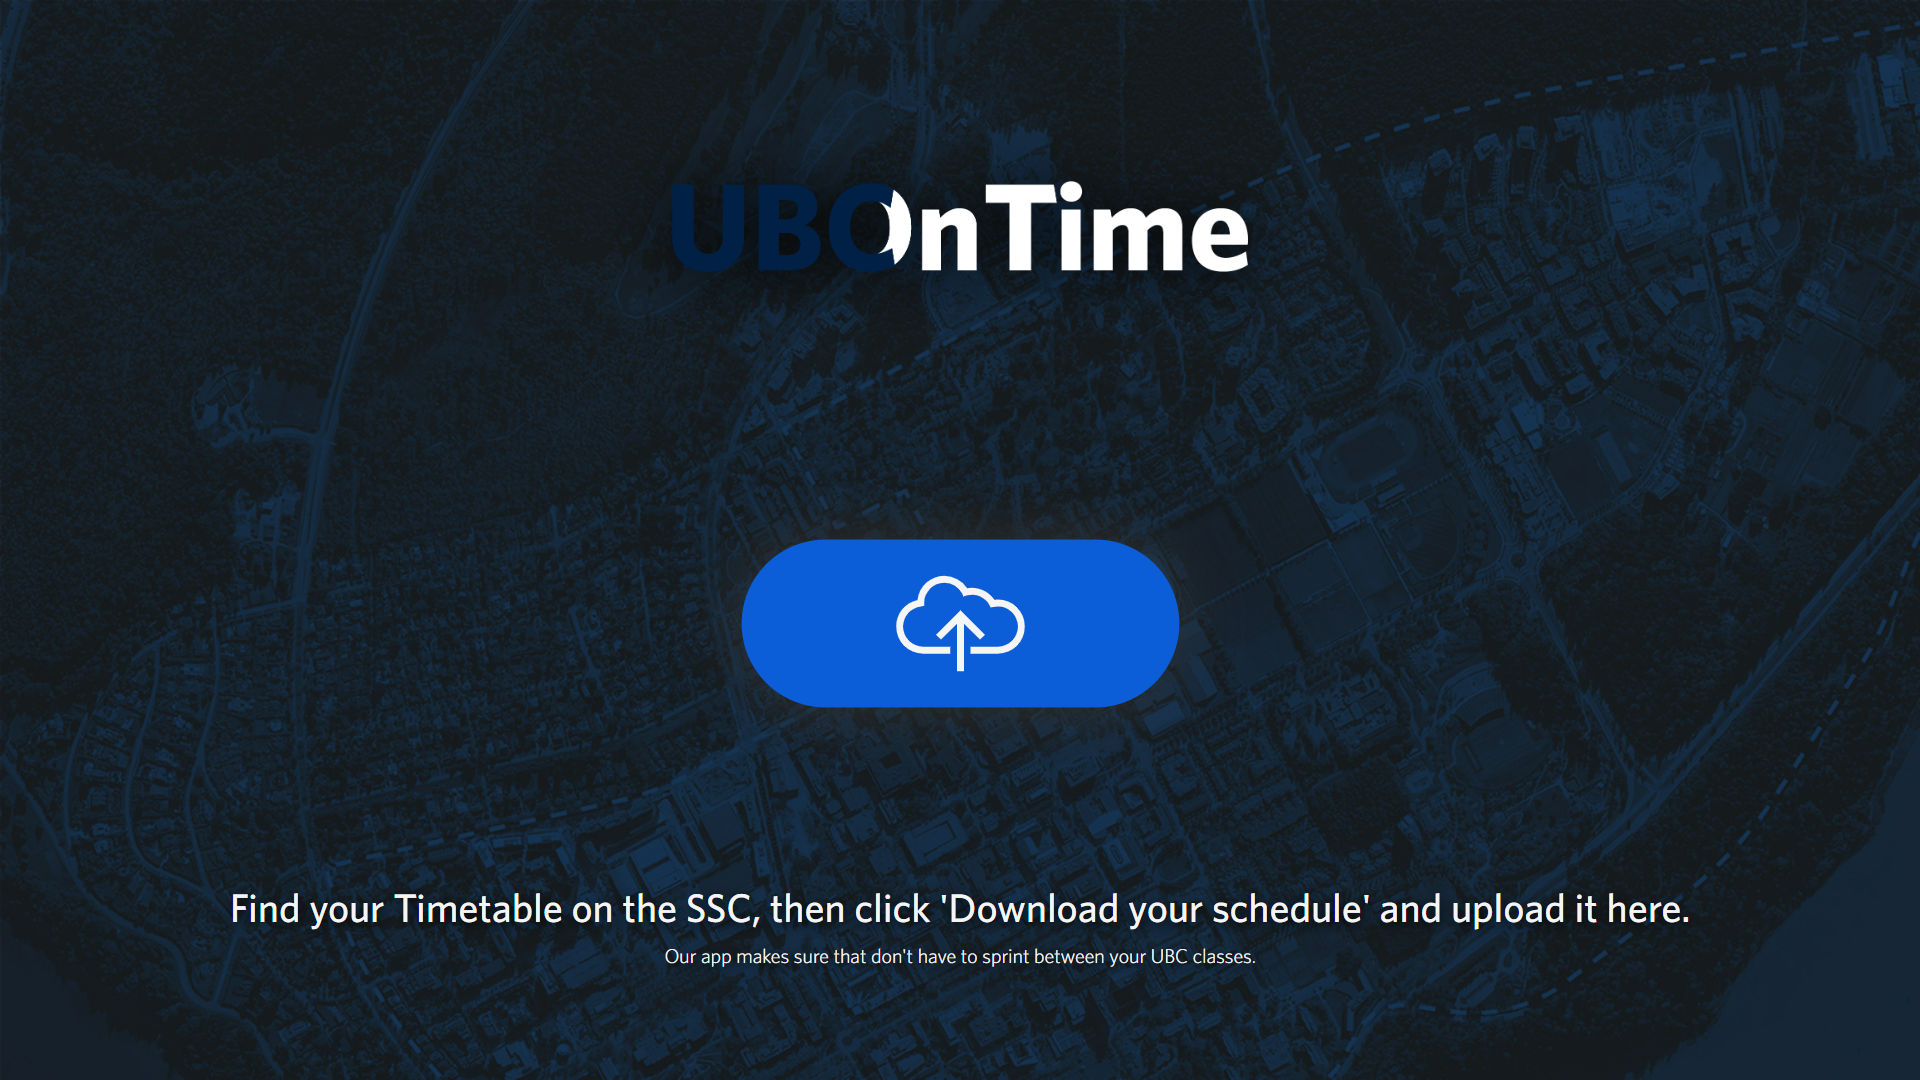 UBCOnTime
Find your Timetable on the SSC, then click 'Download your schedule' and upload it here.
Our app makes sure that don't have to sprint between your UBC classes.